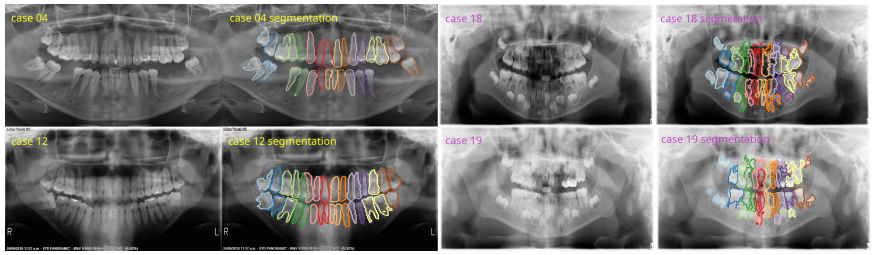 case 04
case 04 segmentation
case 18
case 18 segmentation
case 12
case 12 segmentation
case 19
case 19 segmentation
R
L
R
L